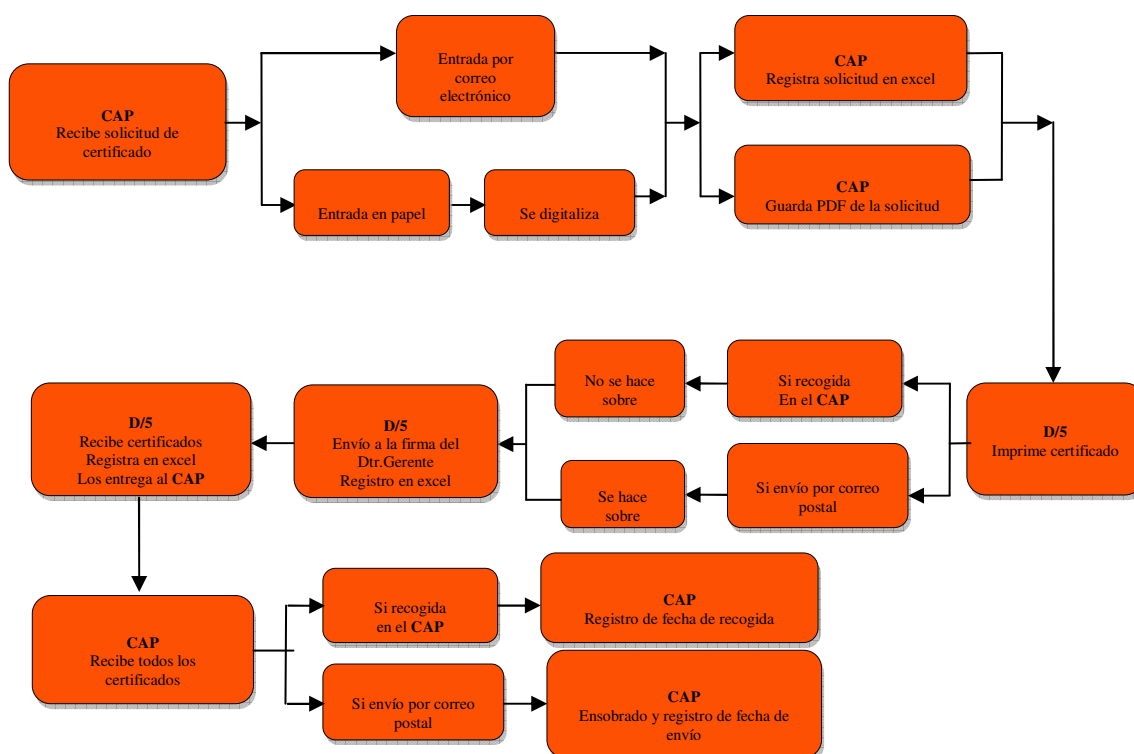 CAP
Recibe solicitud de
certificado
Entrada por
correo
electrónico
Entrada en papel
Se digitaliza
CAP
Registra solicitud en excel
CAP
Guarda PDF de la solicitud
D/5
Imprime certificado
Si recogida
En el CAP
No se hace
sobre
Si envío por correo
postal
Se hace
sobre
D/5
Envío a la firma del
Dtr.Gerente
Registro en excel
D/5
Recibe certificados
Registra en excel
Los entrega al CAP
CAP
Recibe todos los
certificados
Si recogida
en el CAP
CAP
Registro de fecha de recogida
Si envío por correo
postal
CAP
Ensobrado y registro de fecha de
envío